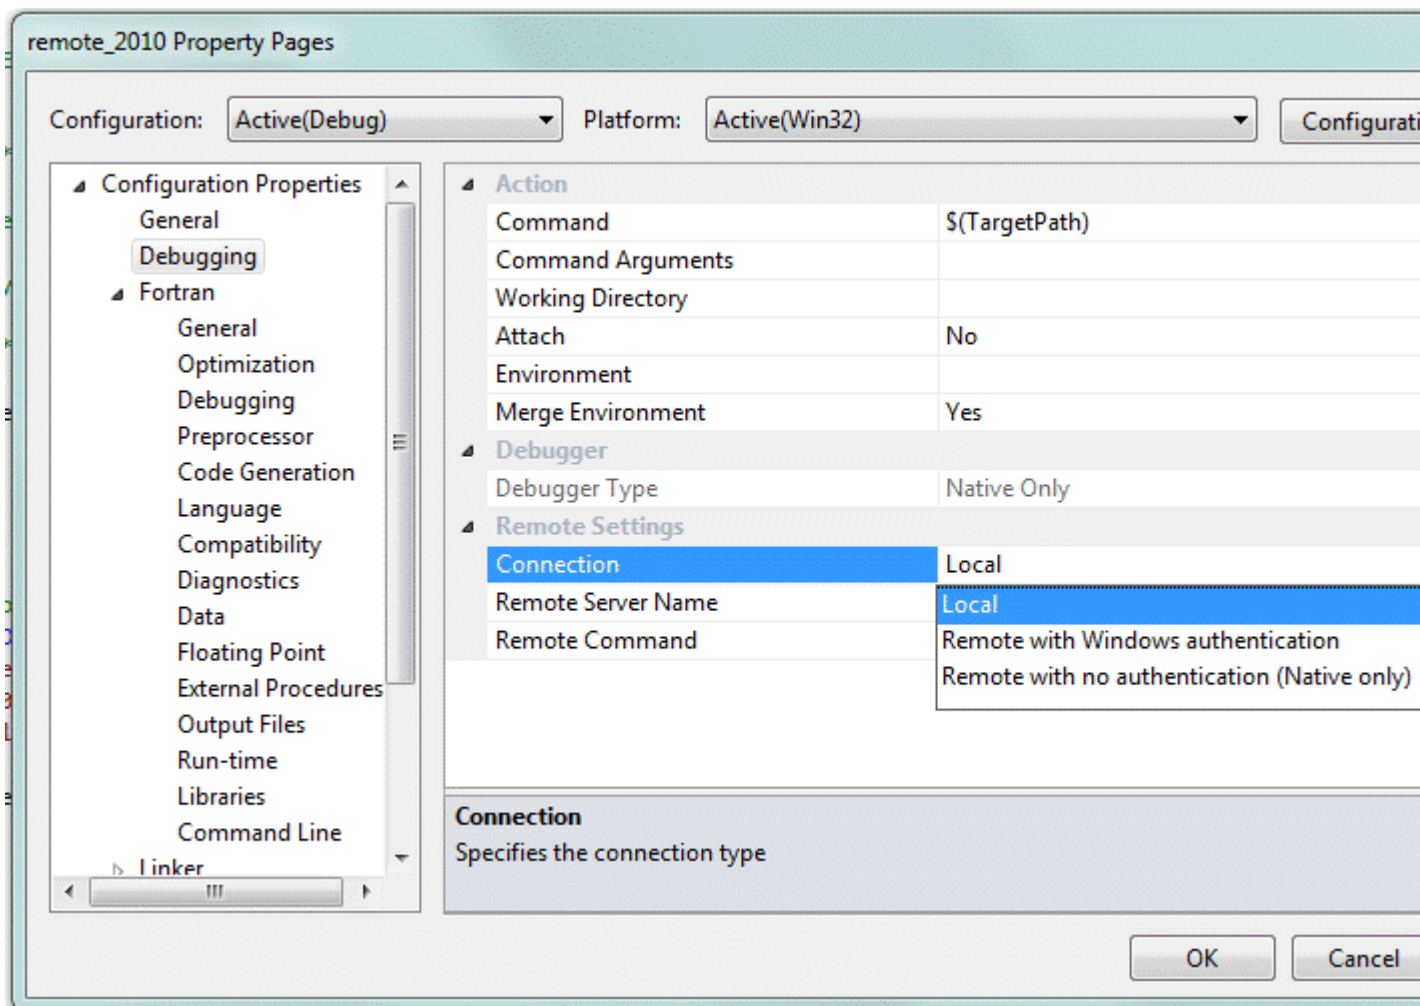 remote_2010 Property Pages
Configuration: Active(Debug) Platform: Active(Win32) Configurati
Configuration Properties
General
Debugging
Fortran
General
Optimization
Debugging
Preprocessor
Code Generation
Language
Compatibility
Diagnostics
Data
Floating Point
External Procedures
Output Files
Run-time
Libraries
Command Line
Linker
Action
Command $(TargetPath)
Command Arguments
Working Directory
Attach No
Environment
Merge Environment Yes
Debugger
Debugger Type Native Only
Remote Settings
Connection Local
Remote Server Name
Remote Command
Local
Remote with Windows authentication
Remote with no authentication (Native only)
Connection
Specifies the connection type
OK Cancel